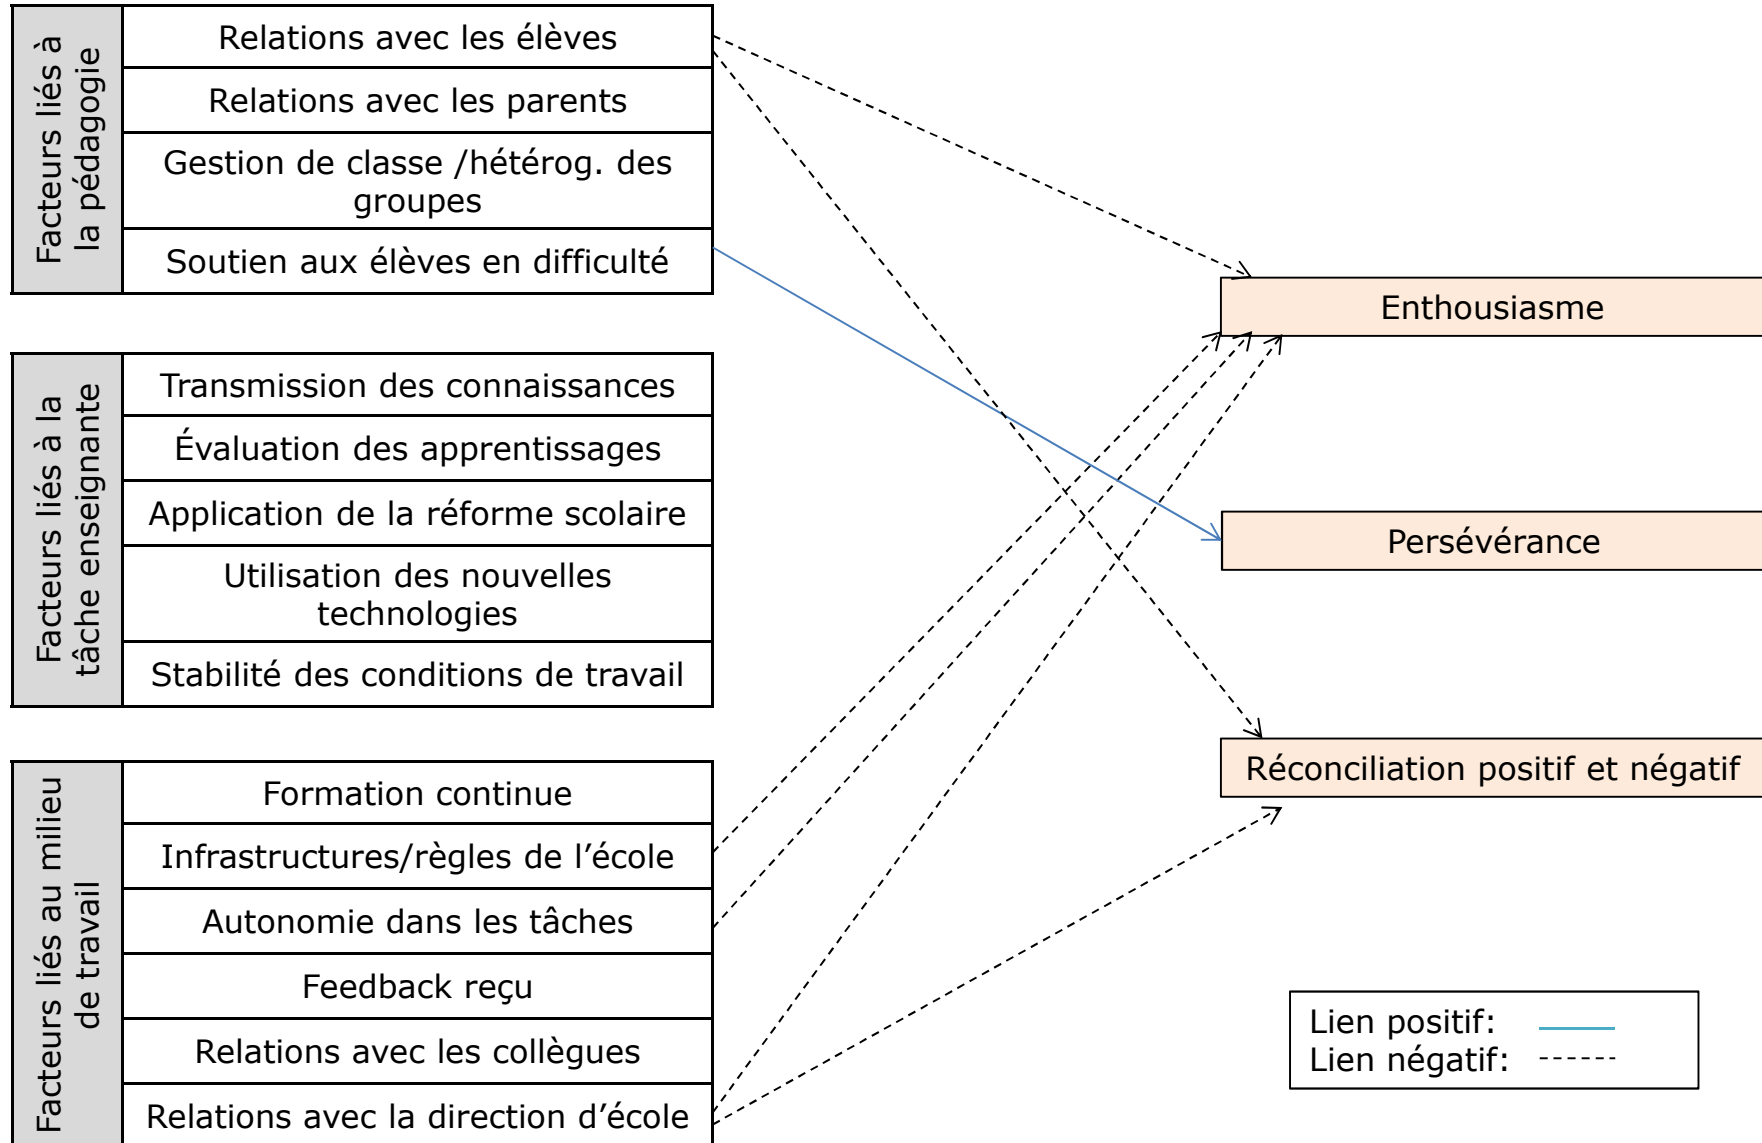 Facteurs liés à
la pédagogie
Relations avec les élèves
Relations avec les parents
Gestion de classe /hétérog. des
groupes
Soutien aux élèves en difficulté
Facteurs liés à la
tâche enseignante
Transmission des connaissances
Évaluation des apprentissages
Application de la réforme scolaire
Utilisation des nouvelles
technologies
Stabilité des conditions de travail
Facteurs liés au milieu
de travail
Formation continue
Infrastructures/règles de l’école
Autonomie dans les tâches
Feedback reçu
Relations avec les collègues
Relations avec la direction d’école
Enthousiasme
Persévérance
Réconciliation positif et négatif
Lien positif:
Lien négatif: